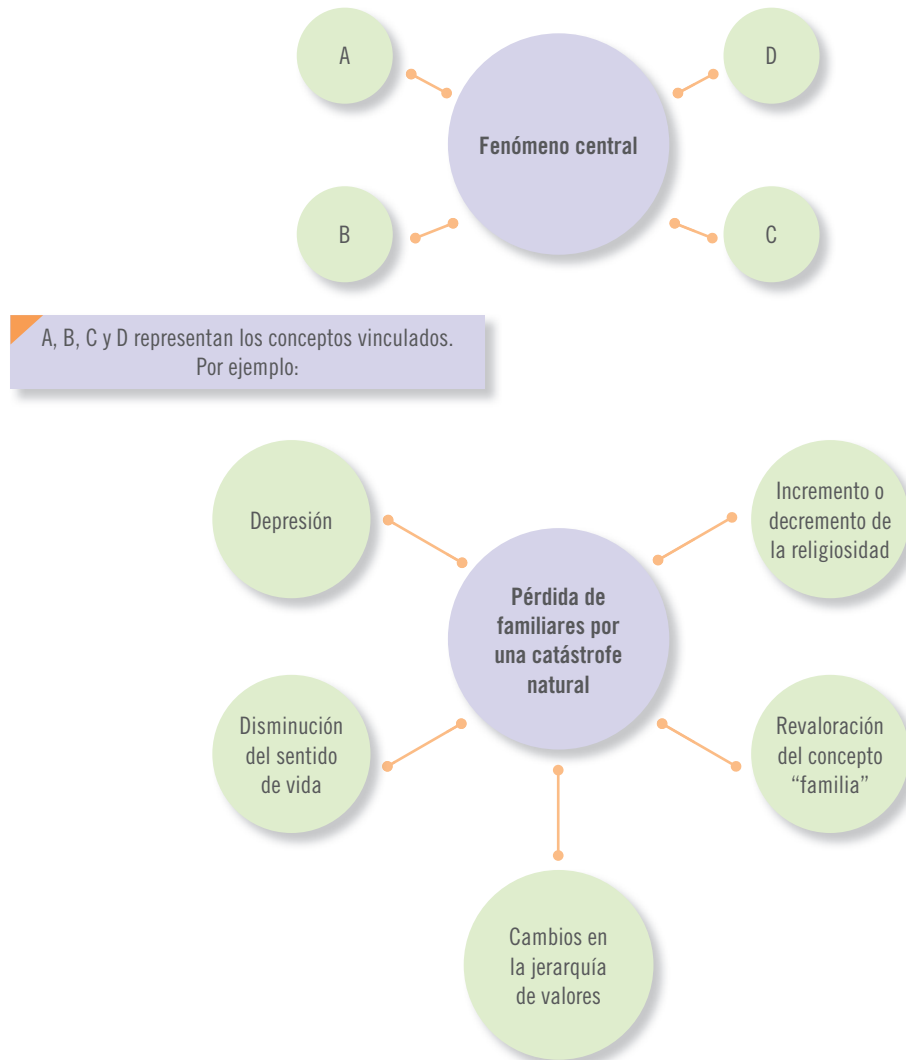 A
D
Fenómeno central
B
C
A, B, C y D representan los conceptos vinculados.
Por ejemplo:
Depresión
Incremento o
decremento de
la religiosidad
Pérdida de
familiares por
una catástrofe
natural
Disminución
del sentido
de vida
Revaloración
del concepto
“familia”
Cambios en
la jerarquía
de valores